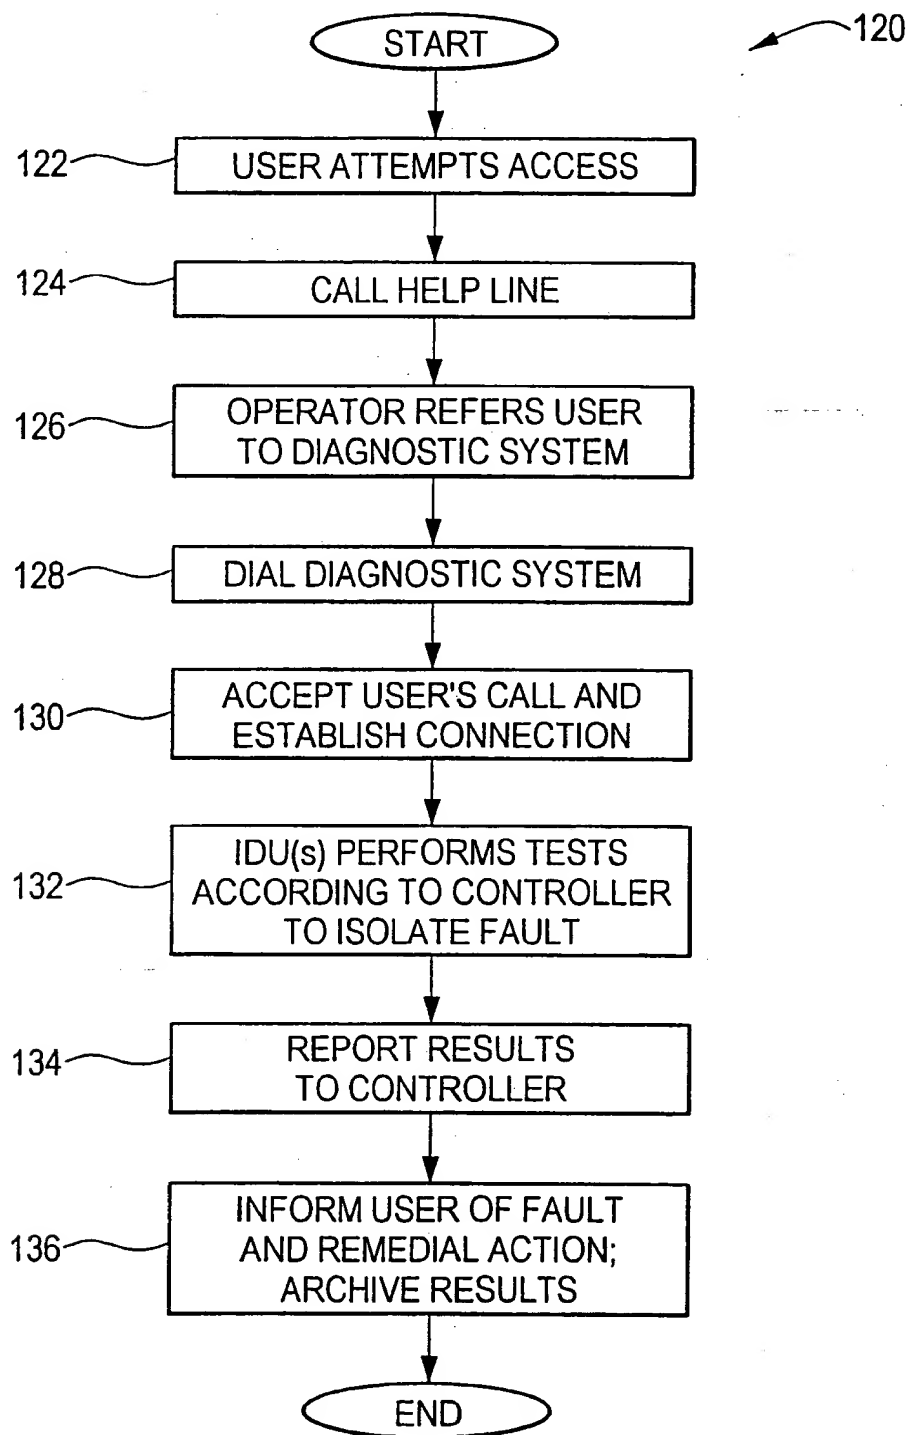 START
120
122
USER ATTEMPTS ACCESS
124
CALL HELP LINE
126
OPERATOR REFERS USER
TO DIAGNOSTIC SYSTEM
128
DIAL DIAGNOSTIC SYSTEM
130
ACCEPT USER'S CALL AND
ESTABLISH CONNECTION
132
IDU(s) PERFORMS TESTS
ACCORDING TO CONTROLLER
TO ISOLATE FAULT
134
REPORT RESULTS
TO CONTROLLER
136
INFORM USER OF FAULT
AND REMEDIAL ACTION;
ARCHIVE RESULTS
END